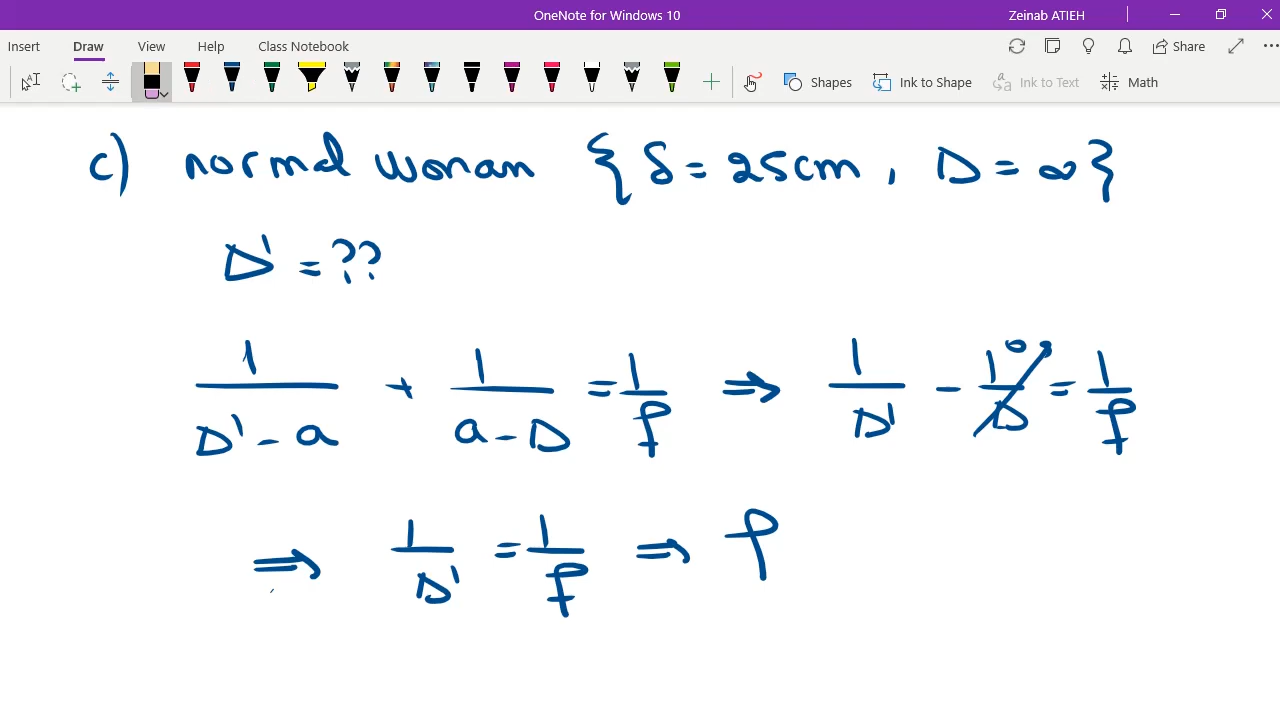 OneNote for Windows 10
Zeinab ATIEH
Insert Draw View Help Class Notebook Share
Shapes Ink to Shape Ink to Text Math
c) normal woman { δ = 25cm, D = ∞ }
D' = ??
1/(D' - a) + 1/(a - D) = 1/f ⇒ 1/D' - 1/D 0 = 1/f
⇒ 1/D' = 1/f ⇒ f